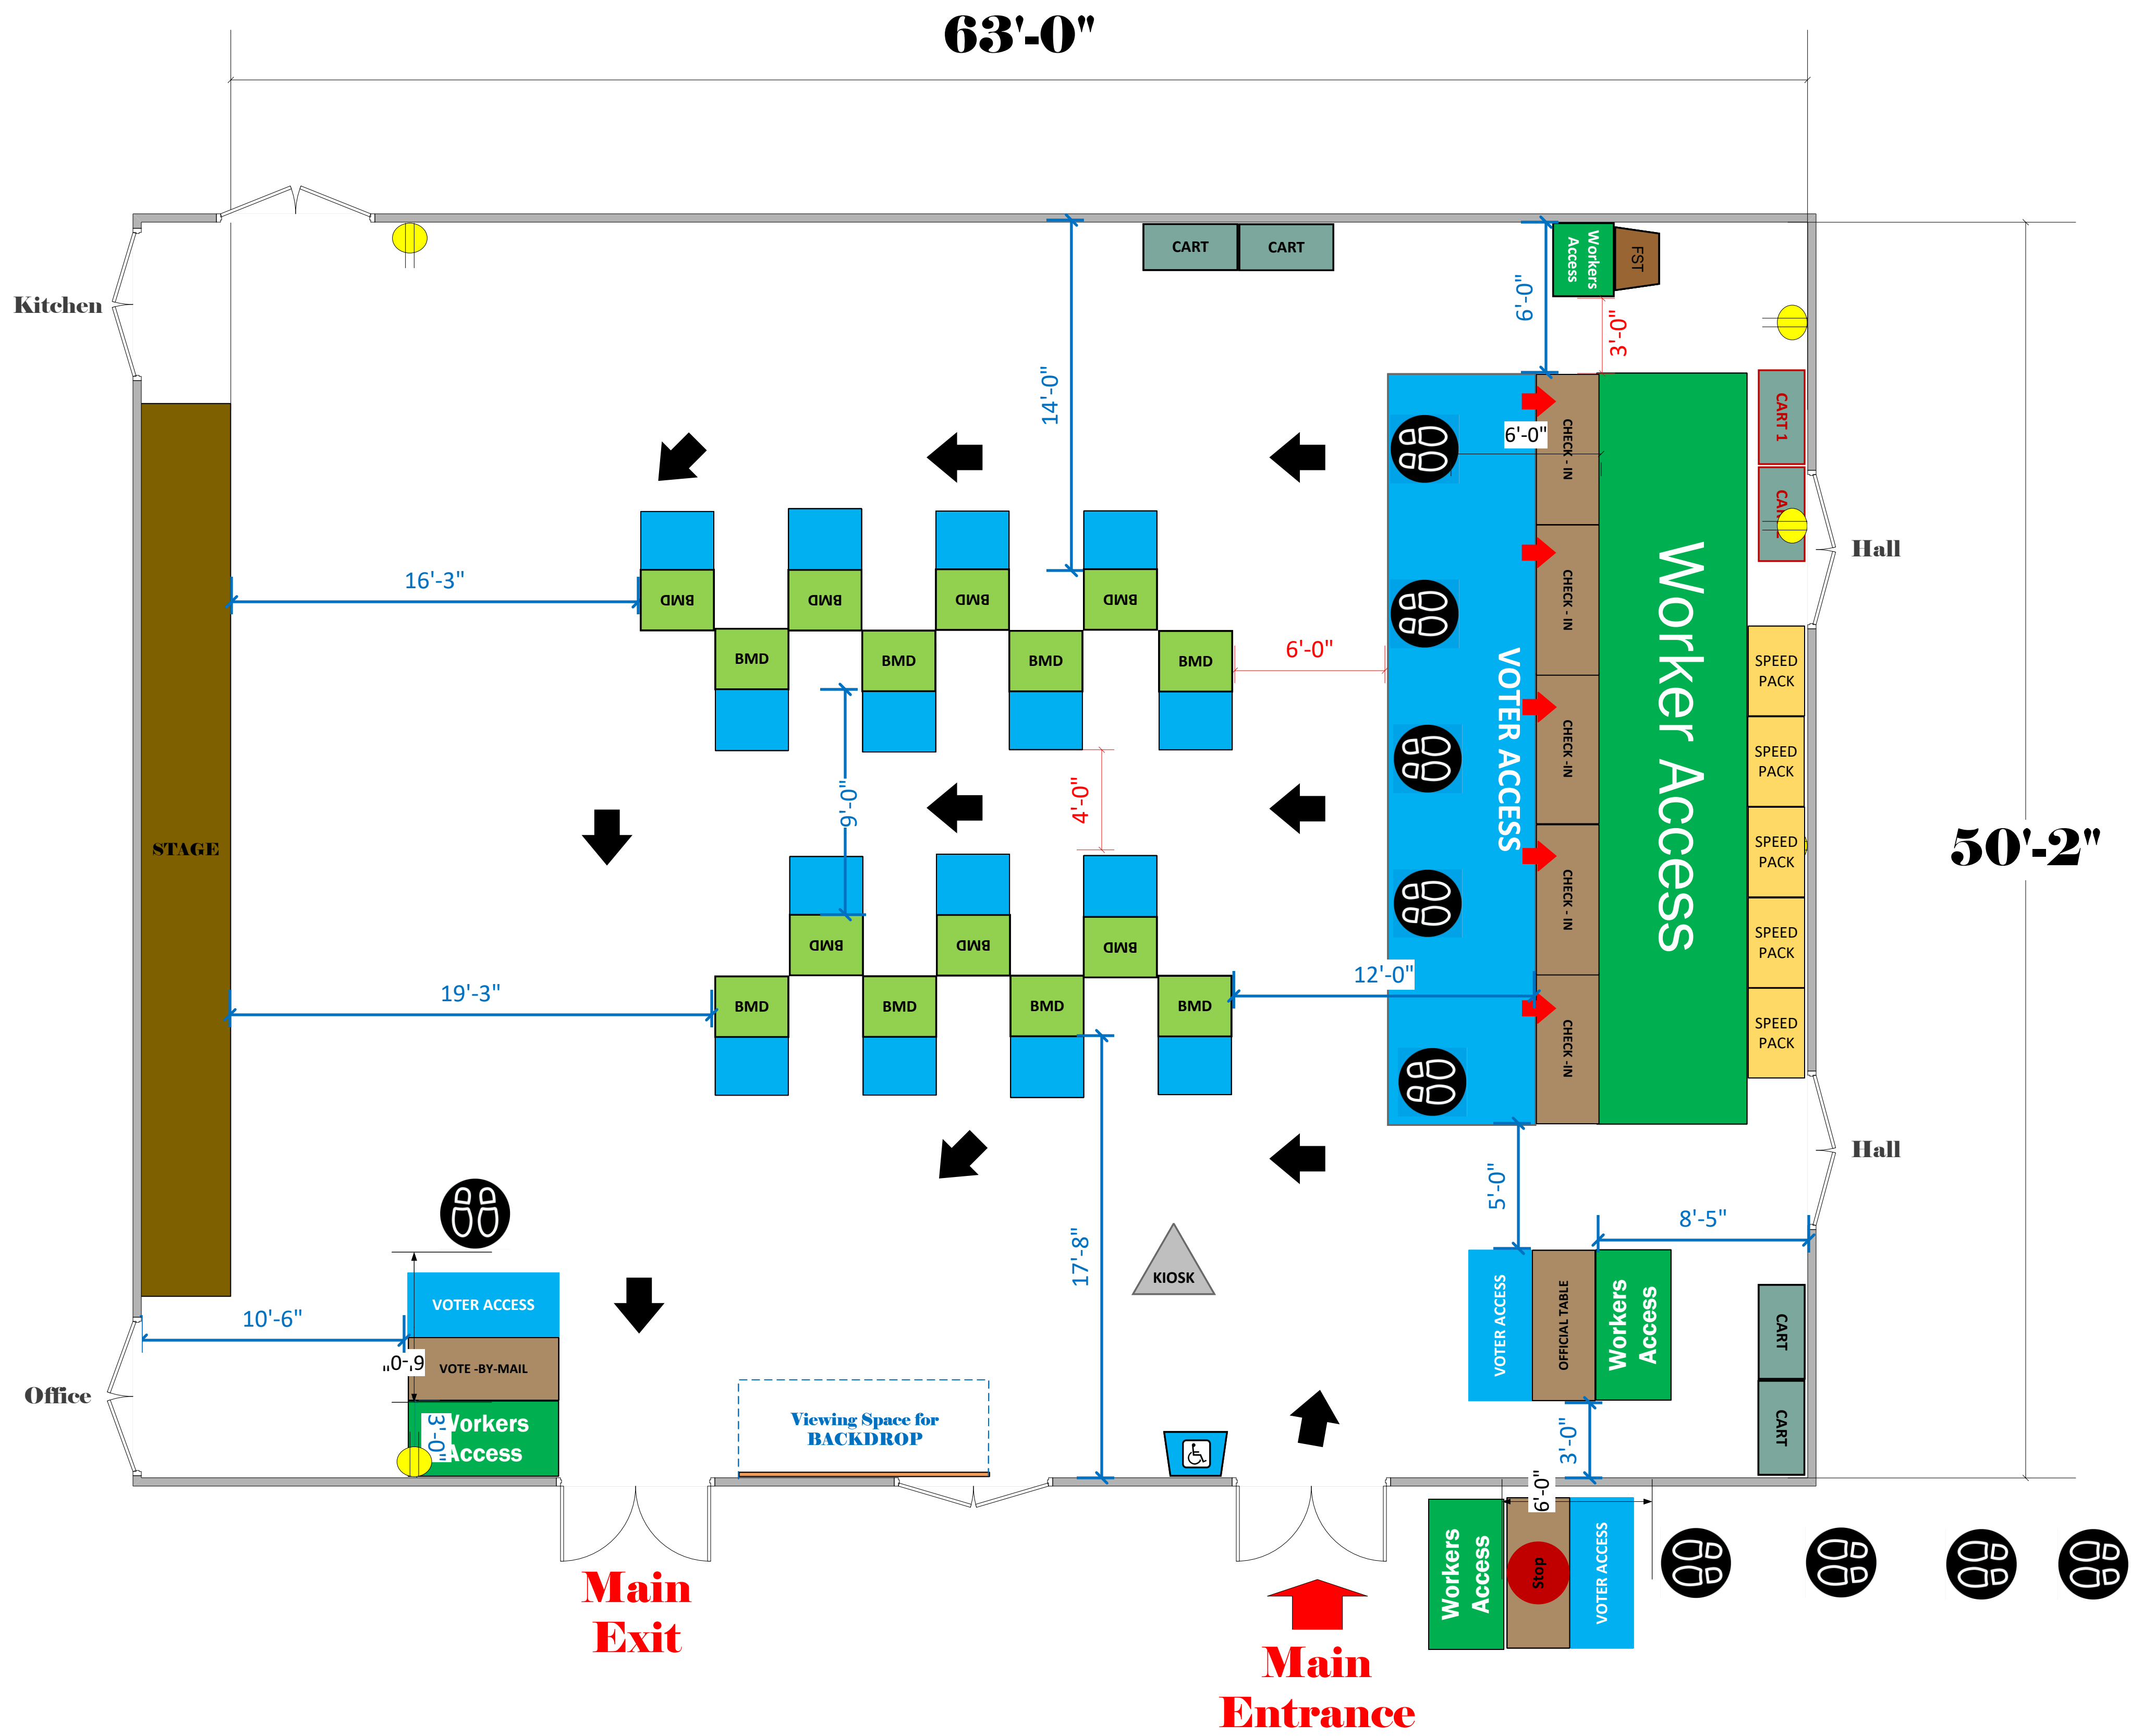 63'-0"
Kitchen
CART
CART
Workers
Access
FST
6'-0"
3'-0"
14'-0"
CART 1
6'-0"
CHECK - IN
Hall
16'-3"
BMD
BMD
BMD
BMD
CHECK - IN
BMD
BMD
BMD
BMD
6'-0"
VOTER ACCESS
Worker Access
SPEED
PACK
CHECK -IN
SPEED
PACK
9'-0"
4'-0"
STAGE
SPEED
PACK
50'-2"
CHECK - IN
BMD
BMD
BMD
SPEED
PACK
19'-3"
12'-0"
BMD
BMD
BMD
BMD
CHECK -IN
SPEED
PACK
Hall
5'-0"
8'-5"
17'-8"
KIOSK
VOTER ACCESS
OFFICIAL TABLE
Workers
Access
CART
10'-6"
VOTER ACCESS
6'-0"
VOTE -BY-MAIL
Office
3'-0"
Workers
Access
Viewing Space for
BACKDROP
3'-0"
CART
6'-0"
Workers
Access
Stop
VOTER ACCESS
Main
Exit
Main
Entrance